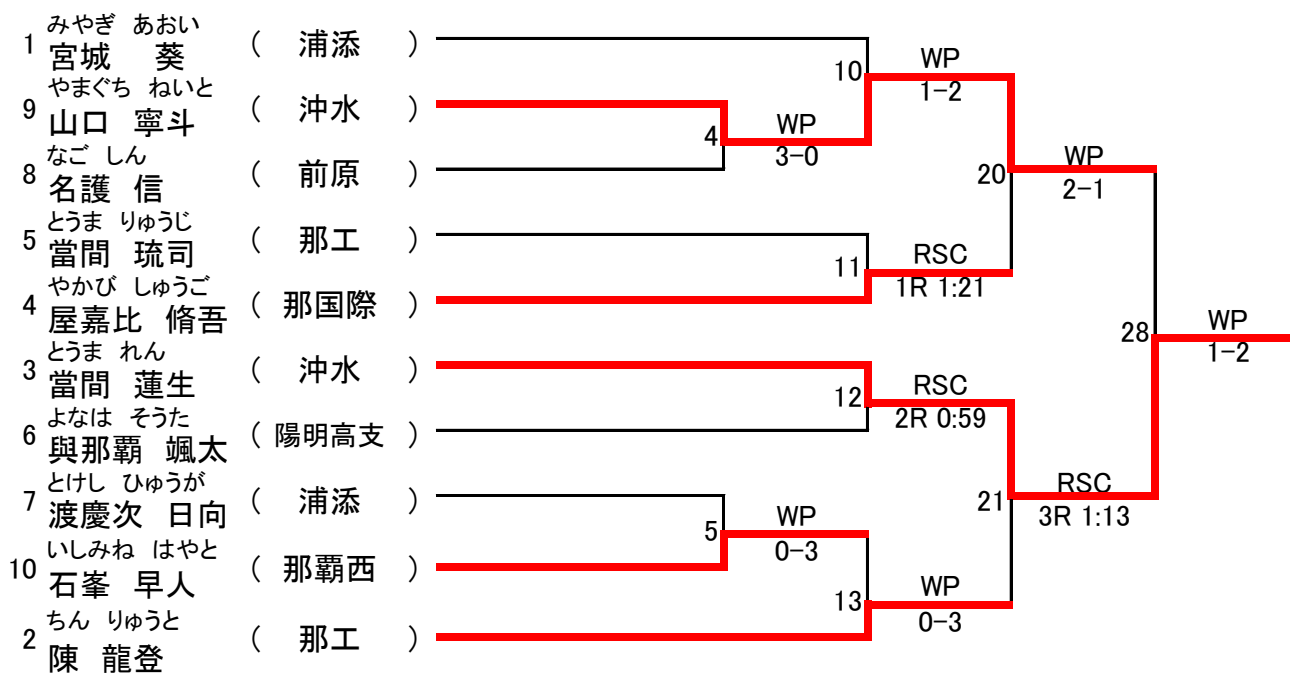 みやぎ あおい
1 宮城 葵 ( 浦添 )
やまぐち ねいと
9 山口 寧斗 ( 沖水 )
なご しん
8 名護 信 ( 前原 )
とうま りゅうじ
5 當間 琉司 ( 那工 )
やかび しゅうご
4 屋嘉比 脩吾 ( 那国際 )
とうま れん
3 當間 蓮生 ( 沖水 )
よなは そうた
6 與那覇 颯太 ( 陽明高支 )
とけし ひゅうが
7 渡慶次 日向 ( 浦添 )
いしみね はやと
10 石峯 早人 ( 那覇西 )
ちん りゅうと
2 陳 龍登 ( 那工 )
4
WP
3-0
5
WP
0-3
10
WP
1-2
11
RSC
1R 1:21
12
RSC
2R 0:59
13
WP
0-3
20
WP
2-1
21
RSC
3R 1:13
28
WP
1-2